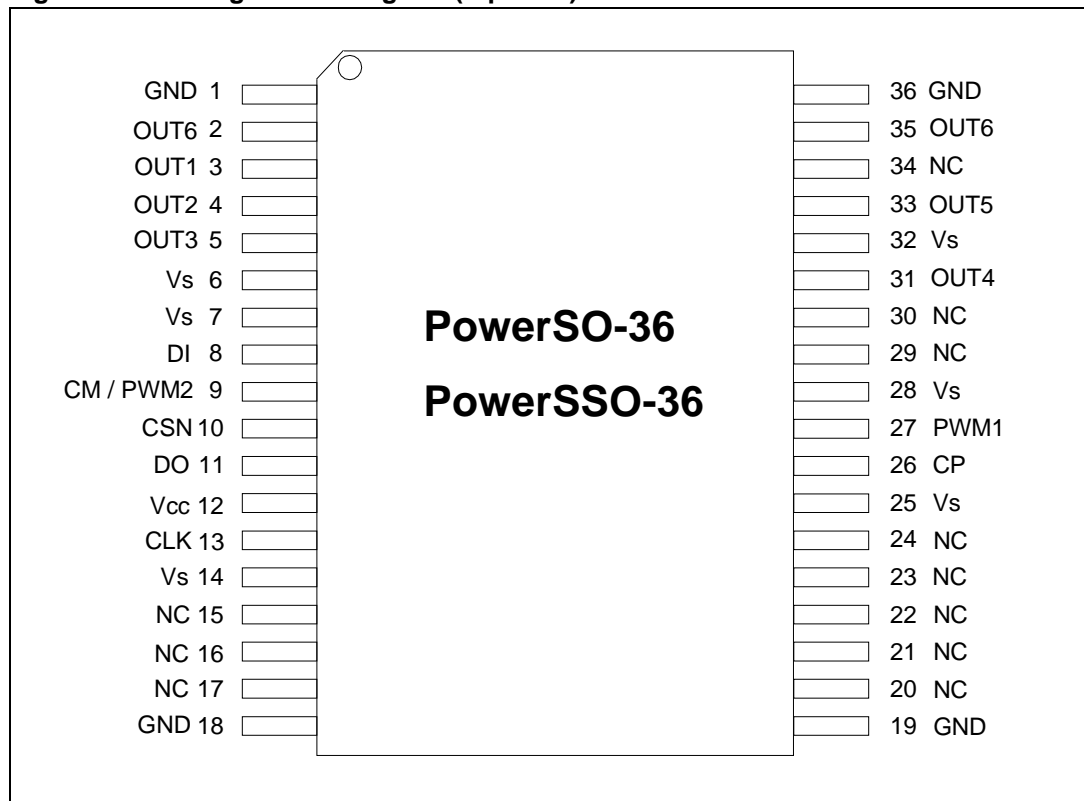 GND 1
OUT6 2
OUT1 3
OUT2 4
OUT3 5
Vs 6
Vs 7
DI 8
CM / PWM2 9
CSN 10
DO 11
Vcc 12
CLK 13
Vs 14
NC 15
NC 16
NC 17
GND 18
PowerSO-36
PowerSSO-36
36 GND
35 OUT6
34 NC
33 OUT5
32 Vs
31 OUT4
30 NC
29 NC
28 Vs
27 PWM1
26 CP
25 Vs
24 NC
23 NC
22 NC
21 NC
20 NC
19 GND